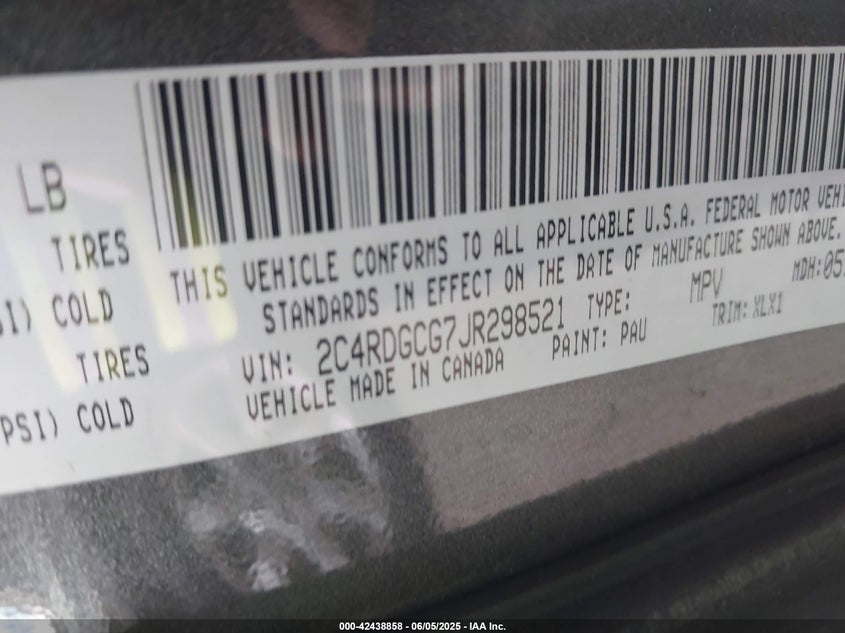 LB
TIRES
SI) COLD
TIRES
PSI) COLD
THIS VEHICLE CONFORMS TO ALL APPLICABLE U.S.A. FEDERAL MOTOR VEHI
STANDARDS IN EFFECT ON THE DATE OF MANUFACTURE SHOWN ABOVE.
VIN: 2C4RDGCG7JR298521 TYPE: MPV MDH:05
VEHICLE MADE IN CANADA PAINT: PAU TRIM: XLX1
000-42438858 - 06/05/2025 - IAA Inc.